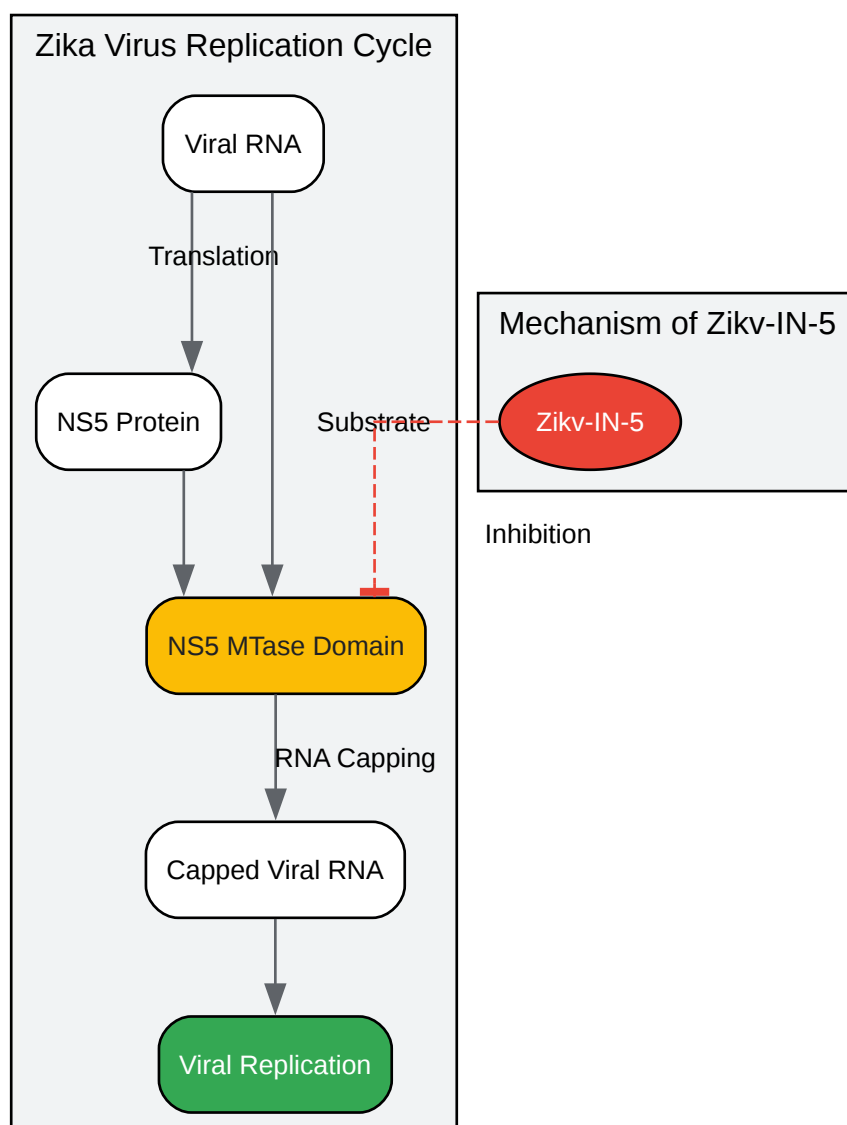 Zika Virus Replication Cycle
Viral RNA
Translation
Mechanism of Zikv-IN-5
NS5 Protein
Substrate
Zikv-IN-5
Inhibition
NS5 MTase Domain
RNA Capping
Capped Viral RNA
Viral Replication